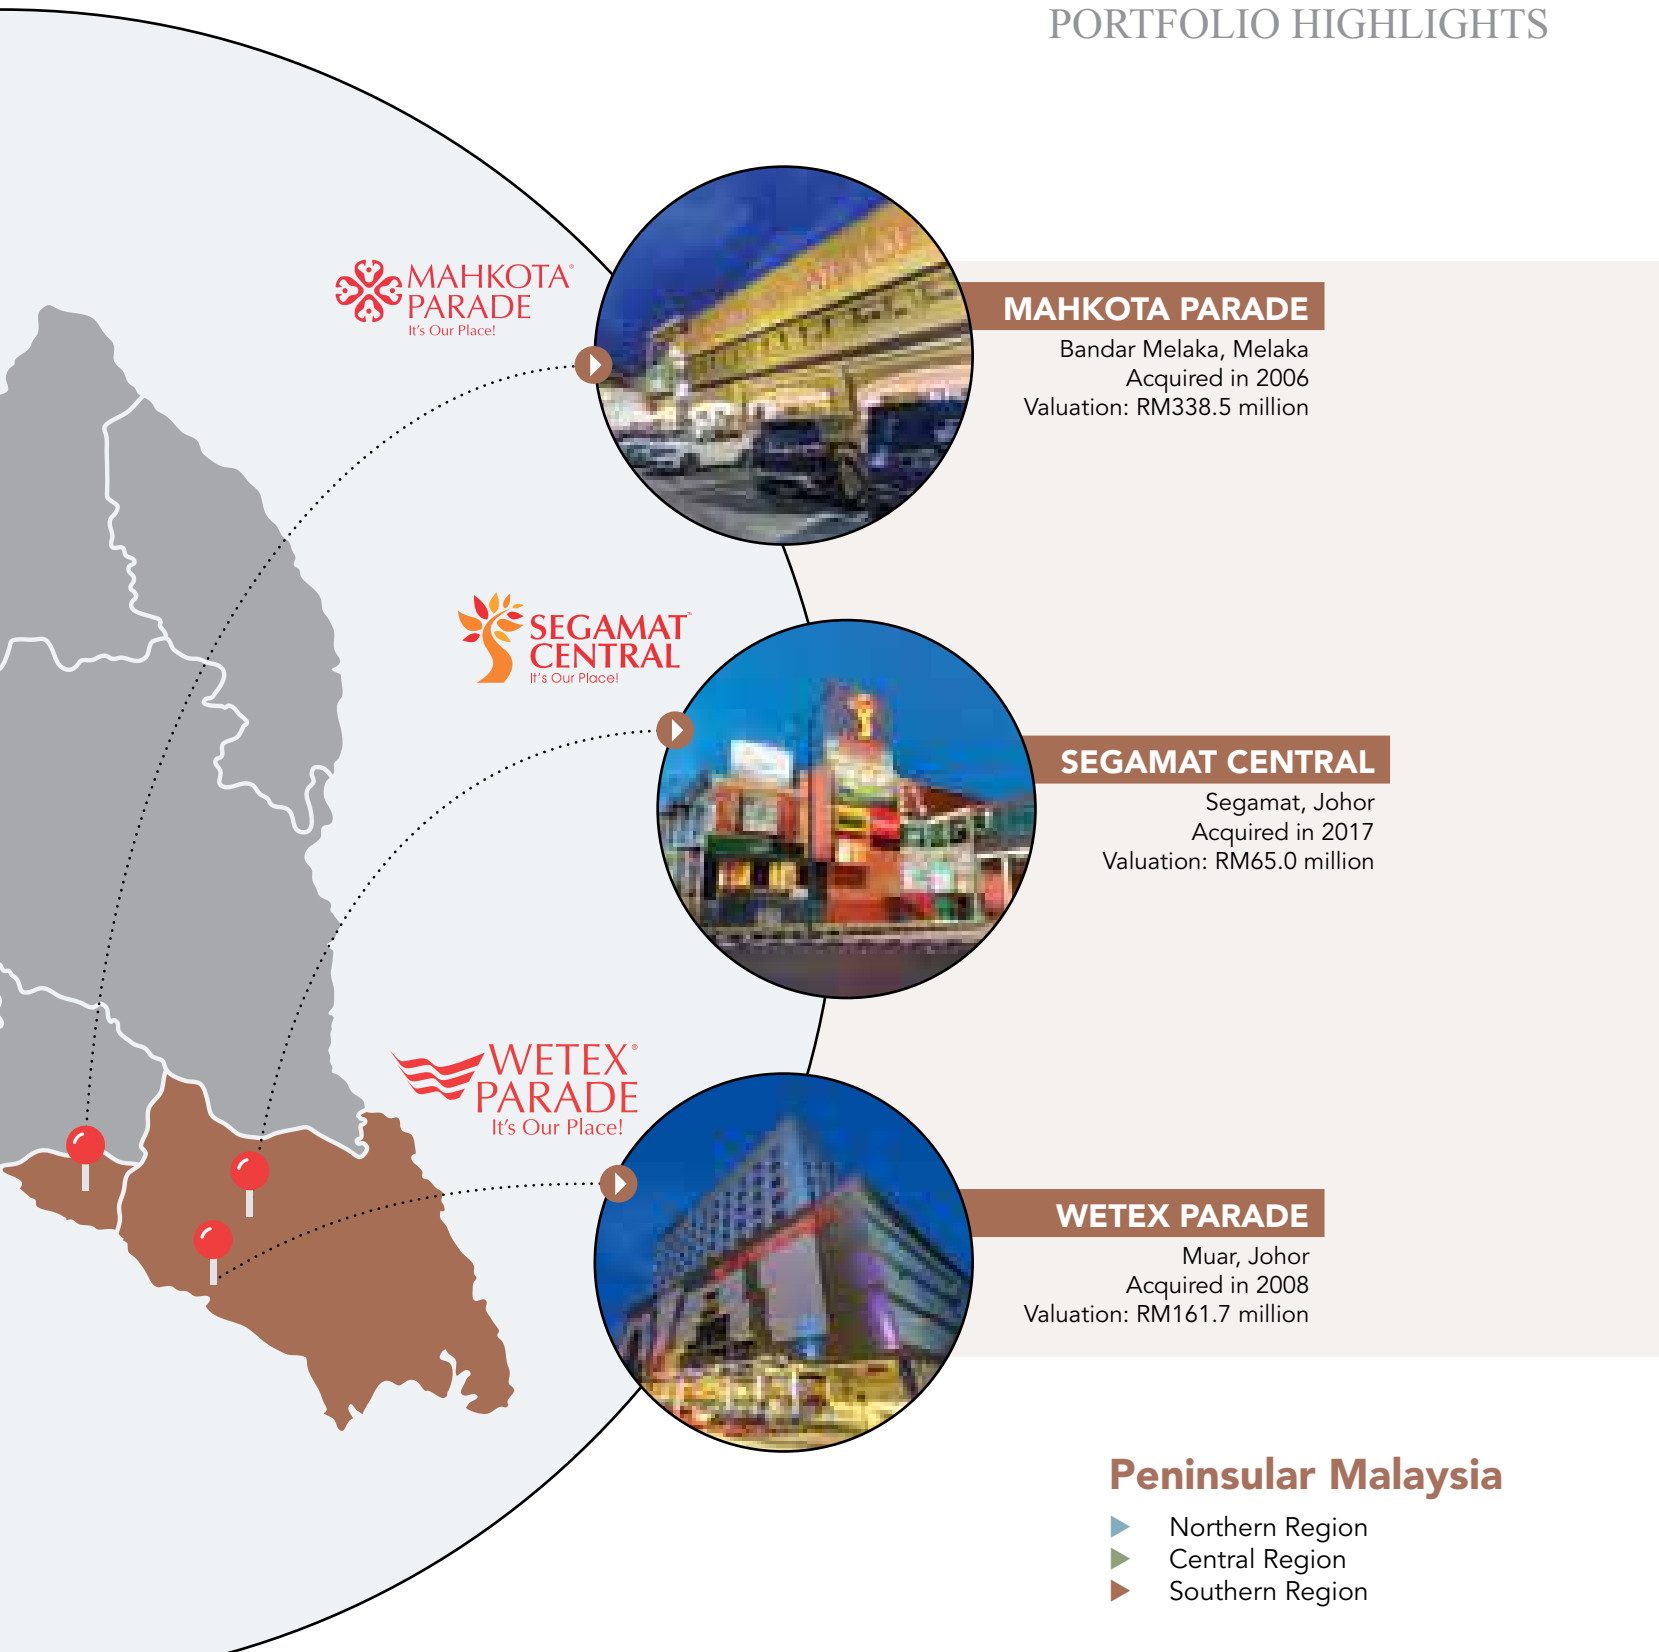 PORTFOLIO HIGHLIGHTS
MAHKOTA®
PARADE
It's Our Place!
MAHKOTA PARADE
Bandar Melaka, Melaka
Acquired in 2006
Valuation: RM338.5 million
SEGAMAT™
CENTRAL
It's Our Place!
SEGAMAT CENTRAL
Segamat, Johor
Acquired in 2017
Valuation: RM65.0 million
WETEX®
PARADE
It's Our Place!
WETEX PARADE
Muar, Johor
Acquired in 2008
Valuation: RM161.7 million
Peninsular Malaysia
Northern Region
Central Region
Southern Region